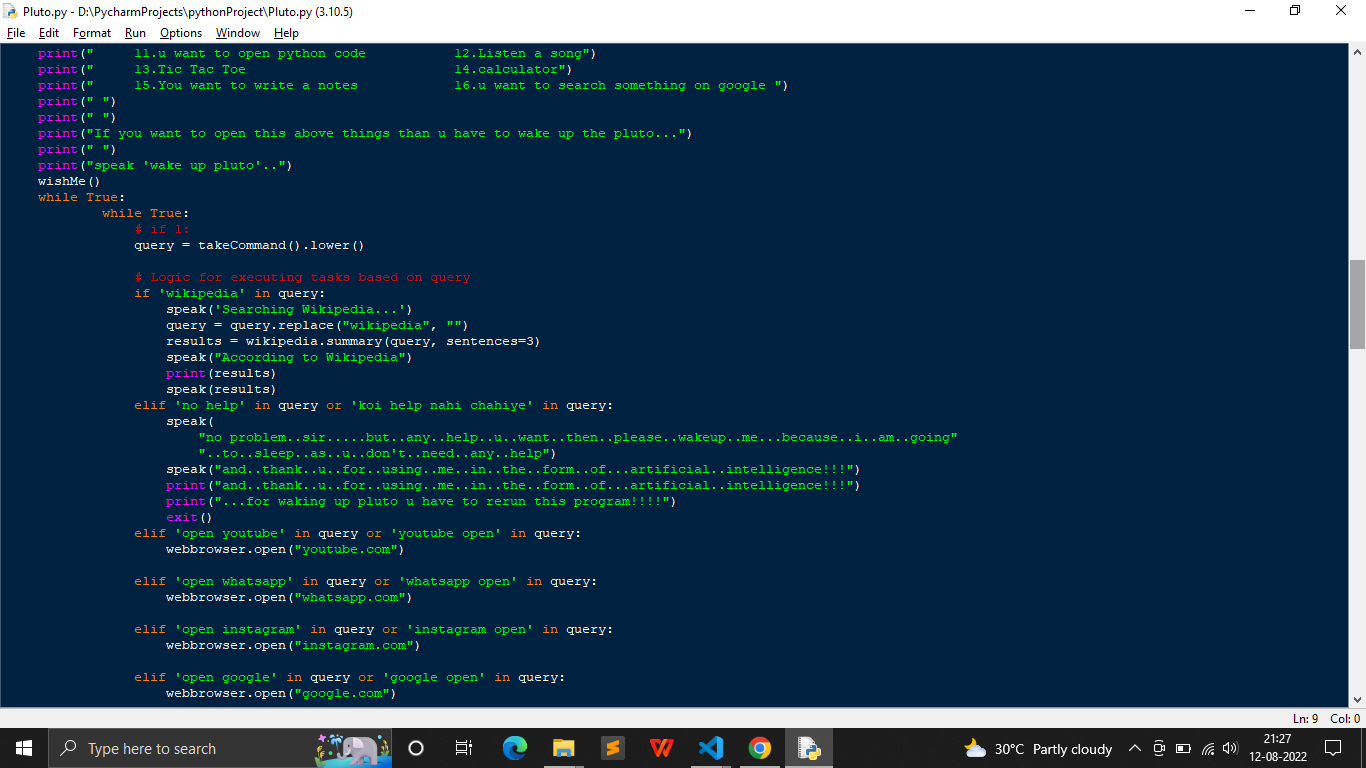 Pluto.py - D:\PycharmProjects\pythonProject\Pluto.py (3.10.5)
File Edit Format Run Options Window Help
print("     11.u want to open python code           12.Listen a song")
print("     13.Tic Tac Toe                          14.calculator")
print("     15.You want to write a notes            16.u want to search something on google ")
print(" ")
print(" ")
print("If you want to open this above things than u have to wake up the pluto...")
print(" ")
print("speak 'wake up pluto'..")
wishMe()
while True:
        while True:
            # if 1:
            query = takeCommand().lower()
            # Logic for executing tasks based on query
            if 'wikipedia' in query:
                speak('Searching Wikipedia...')
                query = query.replace("wikipedia", "")
                results = wikipedia.summary(query, sentences=3)
                speak("According to Wikipedia")
                print(results)
                speak(results)
            elif 'no help' in query or 'koi help nahi chahiye' in query:
                speak(
                    "no problem..sir.....but..any..help..u..want..then..please..wakeup..me...because..i..am..going"
                    "..to..sleep..as..u..don't..need..any..help")
                speak("and..thank..u..for..using..me..in..the..form..of...artificial..intelligence!!!")
                print("and..thank..u..for..using..me..in..the..form..of...artificial..intelligence!!!")
                print("...for waking up pluto u have to rerun this program!!!!")
                exit()
            elif 'open youtube' in query or 'youtube open' in query:
                webbrowser.open("youtube.com")
            elif 'open whatsapp' in query or 'whatsapp open' in query:
                webbrowser.open("whatsapp.com")
            elif 'open instagram' in query or 'instagram open' in query:
                webbrowser.open("instagram.com")
            elif 'open google' in query or 'google open' in query:
                webbrowser.open("google.com")
Ln: 9 Col: 0
Type here to search
30°C Partly cloudy
21:27
12-08-2022